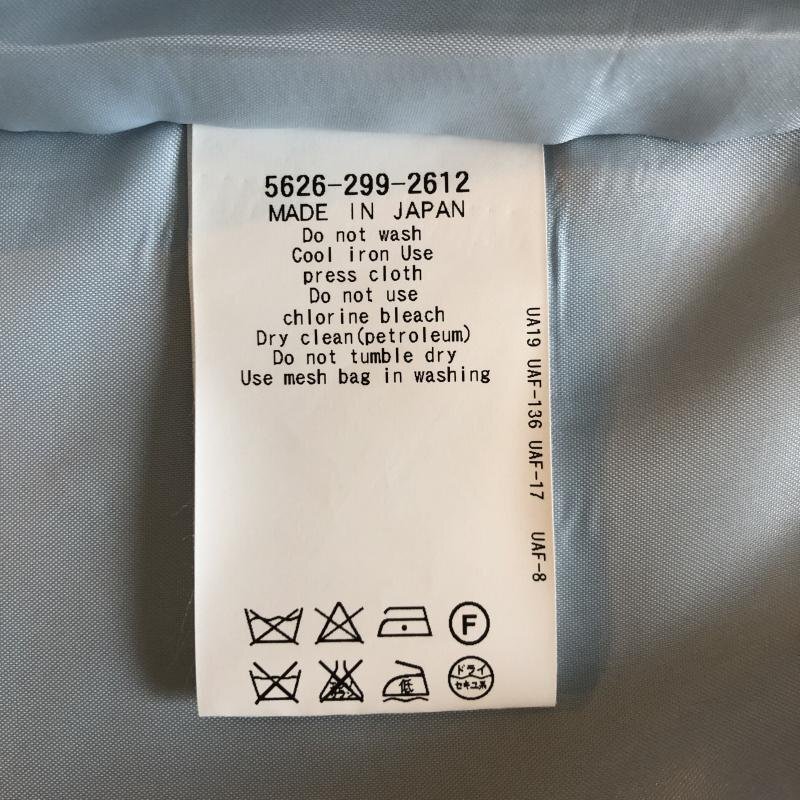 5626-299-2612
MADE IN JAPAN
Do not wash
Cool iron Use
press cloth
Do not use
chlorine bleach
Dry clean(petroleum)
Do not tumble dry
Use mesh bag in washing
UA19 UAF-136 UAF-17 UAF-8
F
低
ドライ
セキユ系